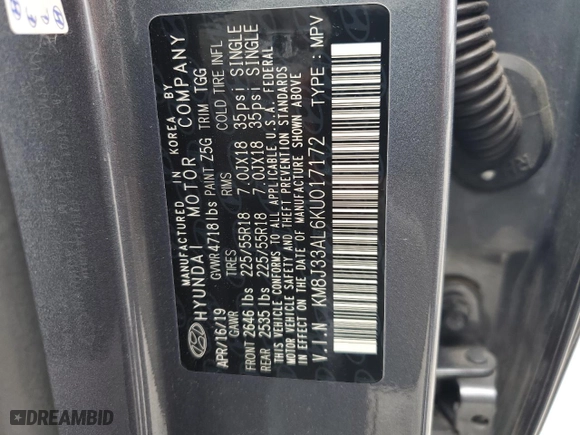 MANUFACTURED IN KOREA BY
HYUNDAI MOTOR COMPANY
APR/16/19 GVWR 4718lbs PAINT Z5G TRIM TGG
GAWR TIRES RIMS COLD TIRE INFL
FRONT 2646 lbs 225/55R18 7.0JX18 35psi SINGLE
REAR 2535 lbs 225/55R18 7.0JX18 35psi SINGLE
THIS VEHICLE CONFORMS TO ALL APPLICABLE U.S.A. FEDERAL
MOTOR VEHICLE SAFETY AND THEFT PREVENTION STANDARDS
IN EFFECT ON THE DATE OF MANUFACTURE SHOWN ABOVE
V.I.N KM8J33AL6KU017172 TYPE : MPV
DREAMBID